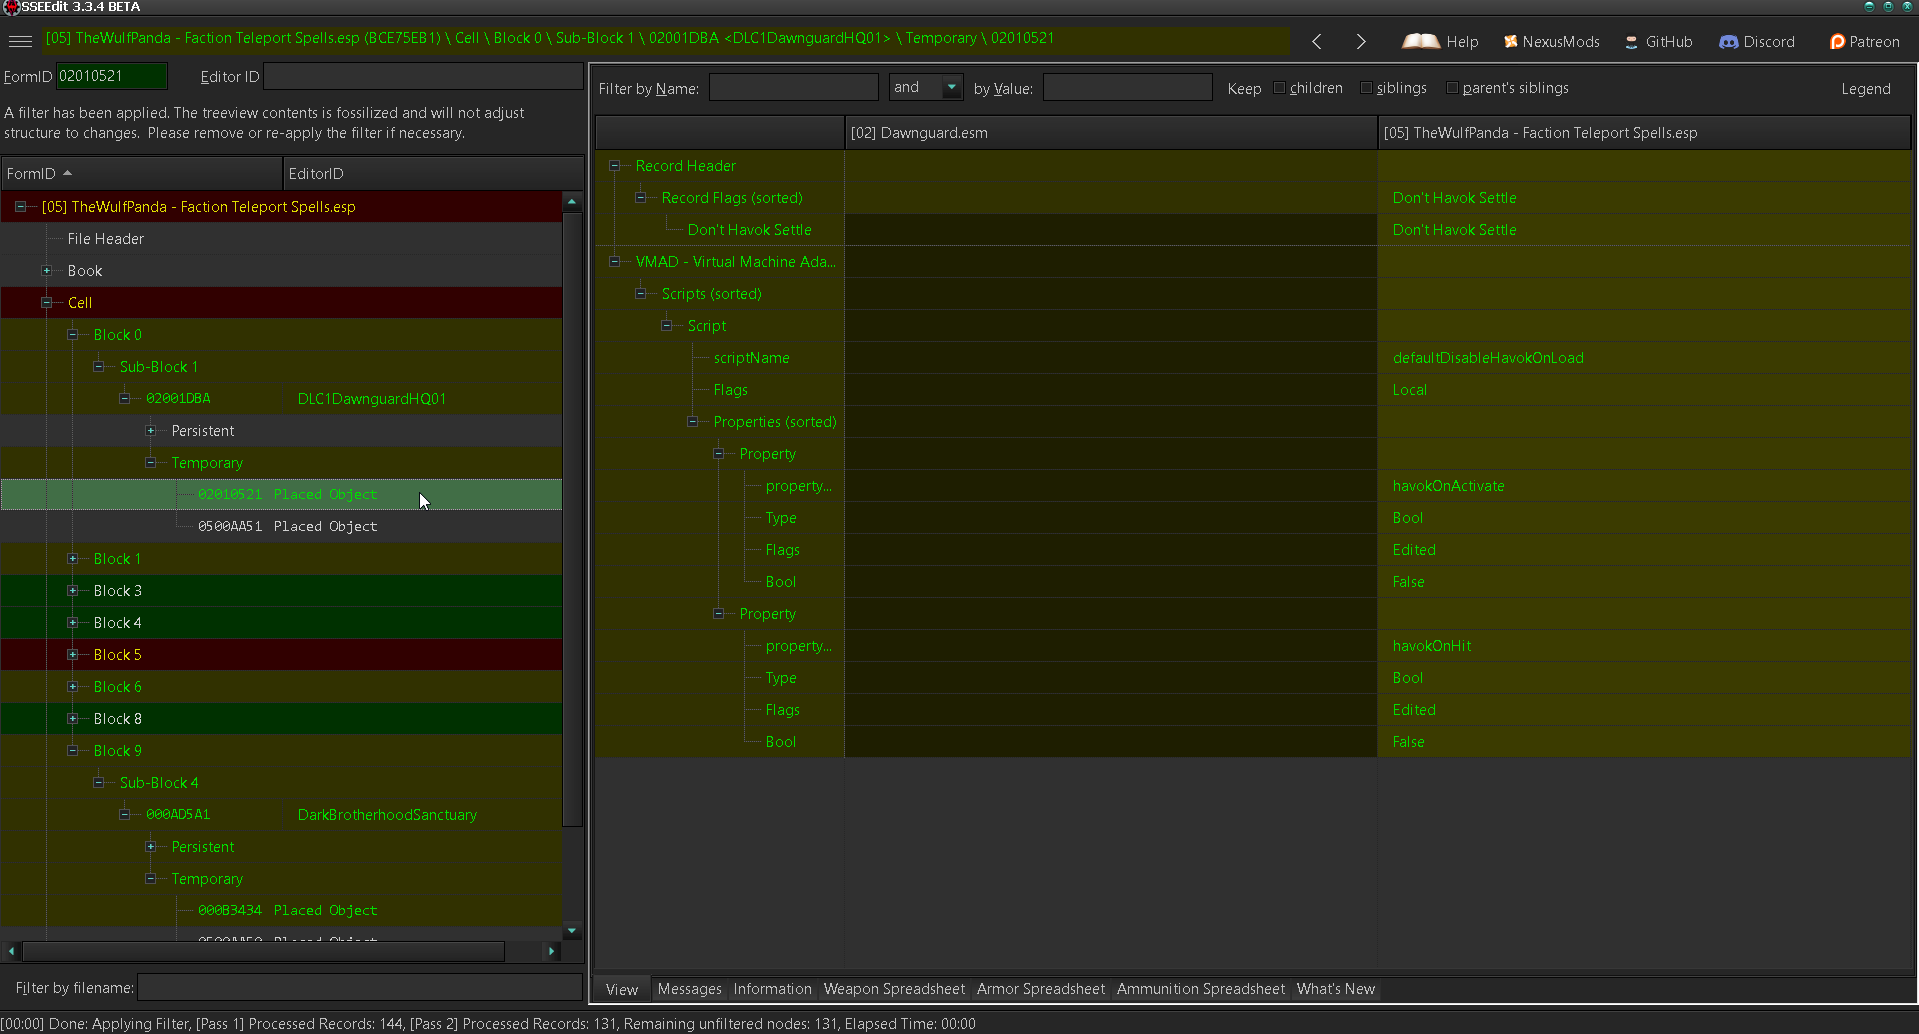 SSEEdit 3.3.4 BETA
[05] TheWulfPanda - Faction Teleport Spells.esp (BCE75EB1) \ Cell \ Block 0 \ Sub-Block 1 \ 02001DBA <DLC1DawnguardHQ01> \ Temporary \ 02010521
Help NexusMods GitHub Discord Patreon
FormID 02010521 Editor ID
A filter has been applied. The treeview contents is fossilized and will not adjust
structure to changes. Please remove or re-apply the filter if necessary.
FormID EditorID
[05] TheWulfPanda - Faction Teleport Spells.esp
File Header
Book
Cell
Block 0
Sub-Block 1
02001DBA DLC1DawnguardHQ01
Persistent
Temporary
02010521 Placed Object
0500AA51 Placed Object
Block 1
Block 3
Block 4
Block 5
Block 6
Block 8
Block 9
Sub-Block 4
000AD5A1 DarkBrotherhoodSanctuary
Persistent
Temporary
000B3434 Placed Object
Placed Object
Filter by filename:
Filter by Name: and by Value: Keep children siblings parent's siblings Legend
[02] Dawnguard.esm [05] TheWulfPanda - Faction Teleport Spells.esp
Record Header
Record Flags (sorted) Don't Havok Settle
Don't Havok Settle Don't Havok Settle
VMAD - Virtual Machine Ada...
Scripts (sorted)
Script
scriptName defaultDisableHavokOnLoad
Flags Local
Properties (sorted)
Property
property... havokOnActivate
Type Bool
Flags Edited
Bool False
Property
property... havokOnHit
Type Bool
Flags Edited
Bool False
View Messages Information Weapon Spreadsheet Armor Spreadsheet Ammunition Spreadsheet What's New
[00:00] Done: Applying Filter, [Pass 1] Processed Records: 144, [Pass 2] Processed Records: 131, Remaining unfiltered nodes: 131, Elapsed Time: 00:00